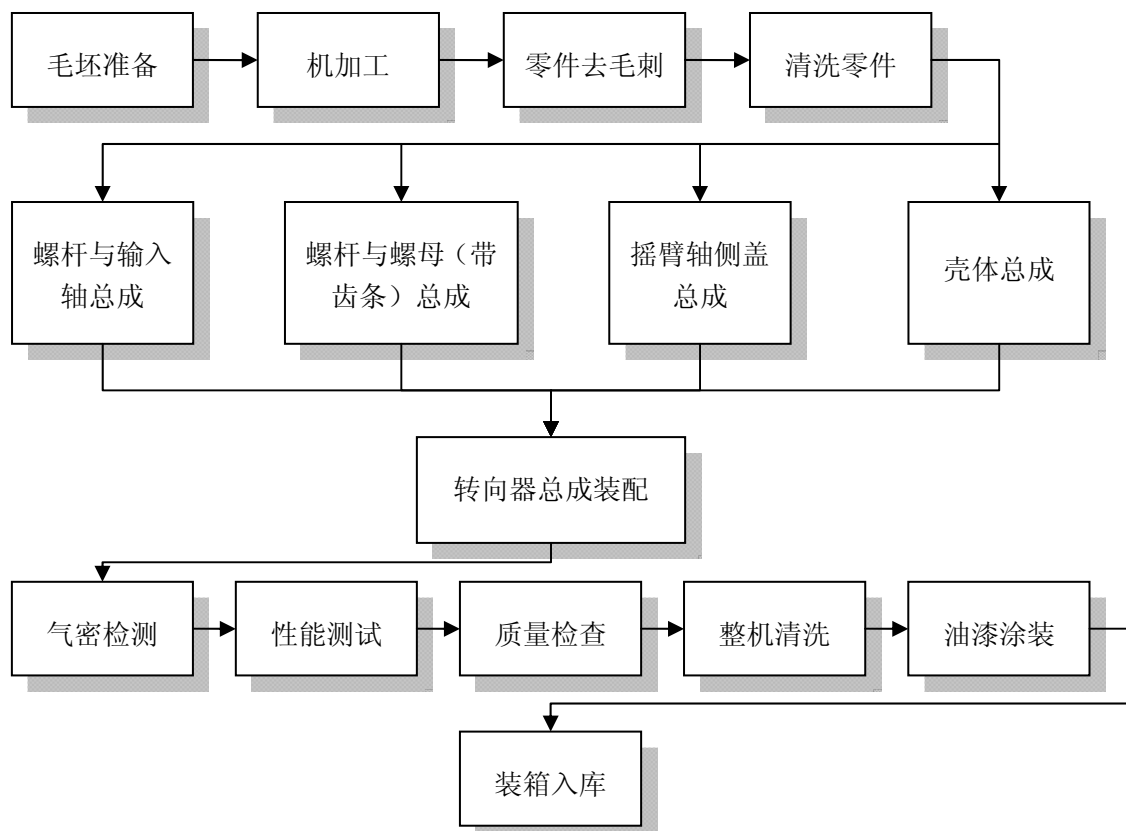 毛坯准备
机加工
零件去毛刺
清洗零件
螺杆与输入
轴总成
螺杆与螺母（带
齿条）总成
摇臂轴侧盖
总成
壳体总成
转向器总成装配
气密检测
性能测试
质量检查
整机清洗
油漆涂装
装箱入库